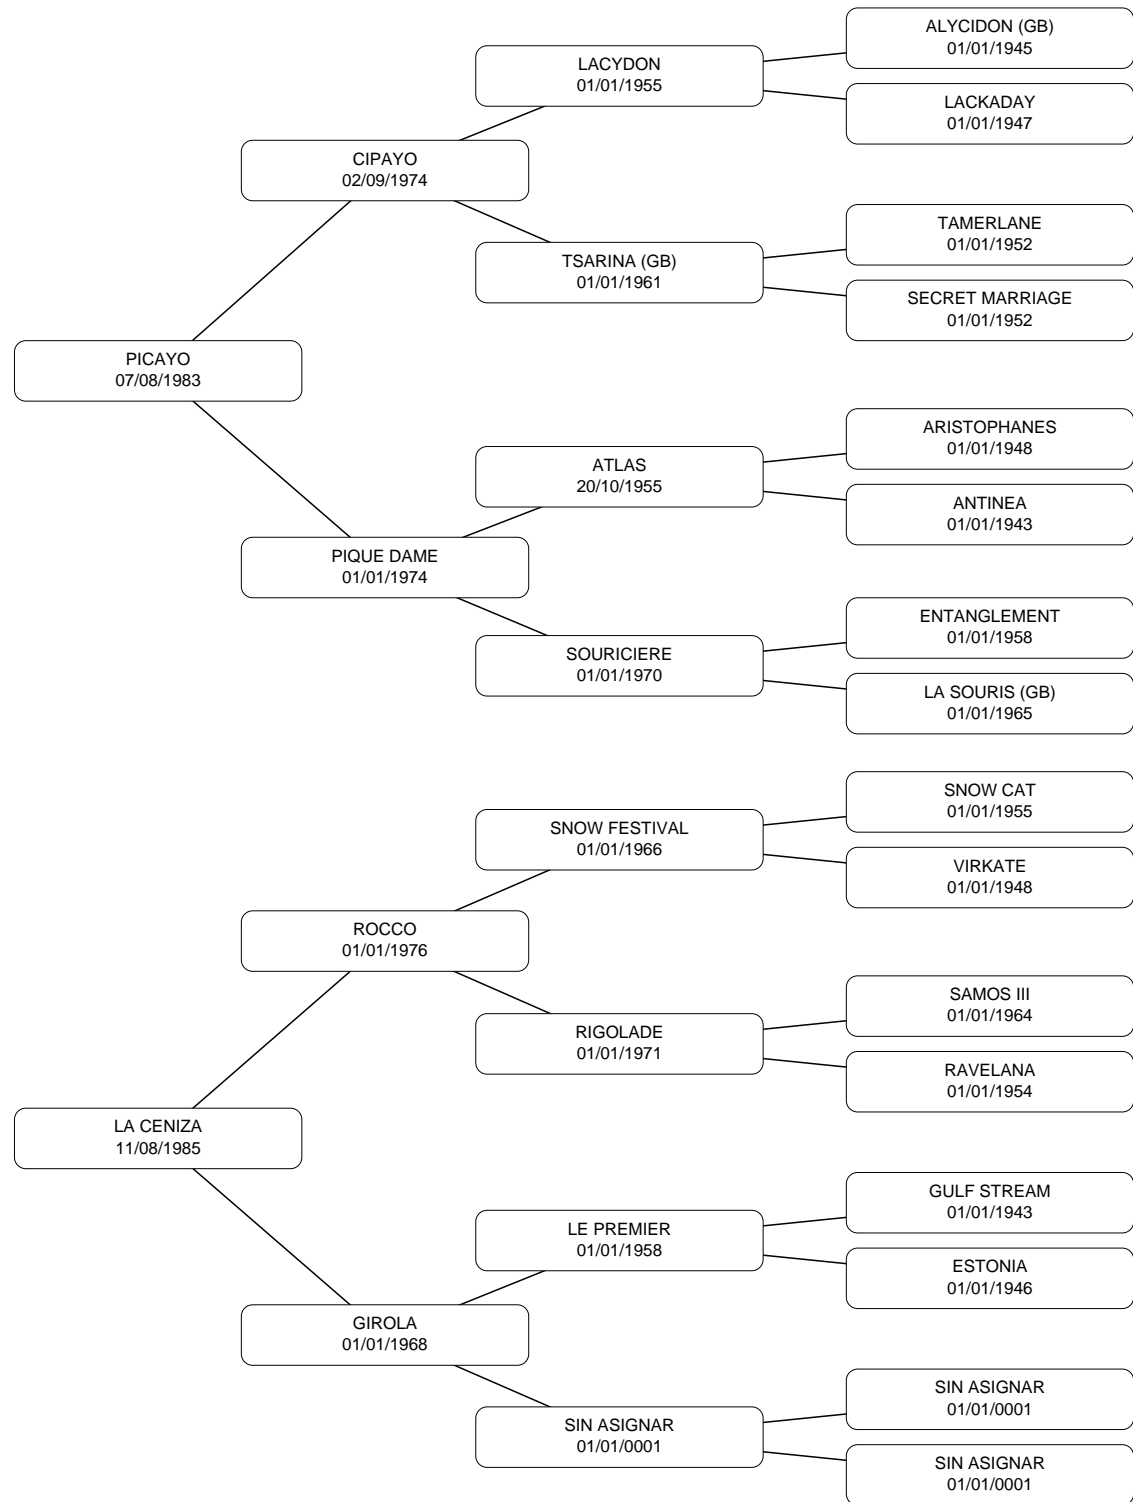 ALYCIDON (GB)
01/01/1945
LACYDON
01/01/1955
LACKADAY
01/01/1947
CIPAYO
02/09/1974
TAMERLANE
01/01/1952
TSARINA (GB)
01/01/1961
SECRET MARRIAGE
01/01/1952
PICAYO
07/08/1983
ARISTOPHANES
01/01/1948
ATLAS
20/10/1955
ANTINEA
01/01/1943
PIQUE DAME
01/01/1974
ENTANGLEMENT
01/01/1958
SOURICIERE
01/01/1970
LA SOURIS (GB)
01/01/1965
SNOW CAT
01/01/1955
SNOW FESTIVAL
01/01/1966
VIRKATE
01/01/1948
ROCCO
01/01/1976
SAMOS III
01/01/1964
RIGOLADE
01/01/1971
RAVELANA
01/01/1954
LA CENIZA
11/08/1985
GULF STREAM
01/01/1943
LE PREMIER
01/01/1958
ESTONIA
01/01/1946
GIROLA
01/01/1968
SIN ASIGNAR
01/01/0001
SIN ASIGNAR
01/01/0001
SIN ASIGNAR
01/01/0001